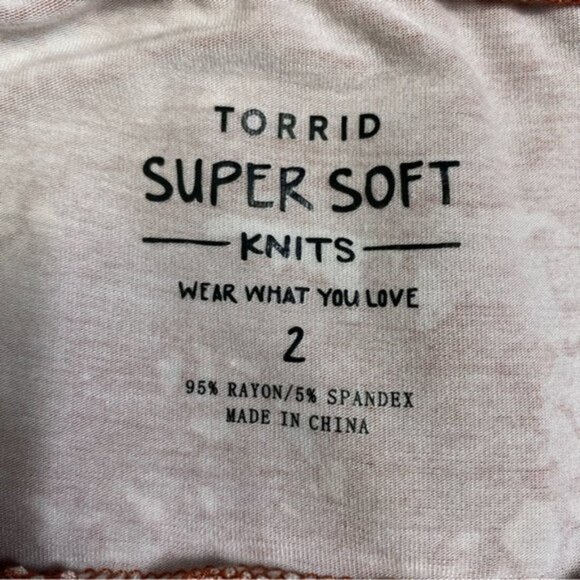 TORRID
SUPER SOFT
KNITS
WEAR WHAT YOU LOVE
2
95% RAYON/5% SPANDEX
MADE IN CHINA